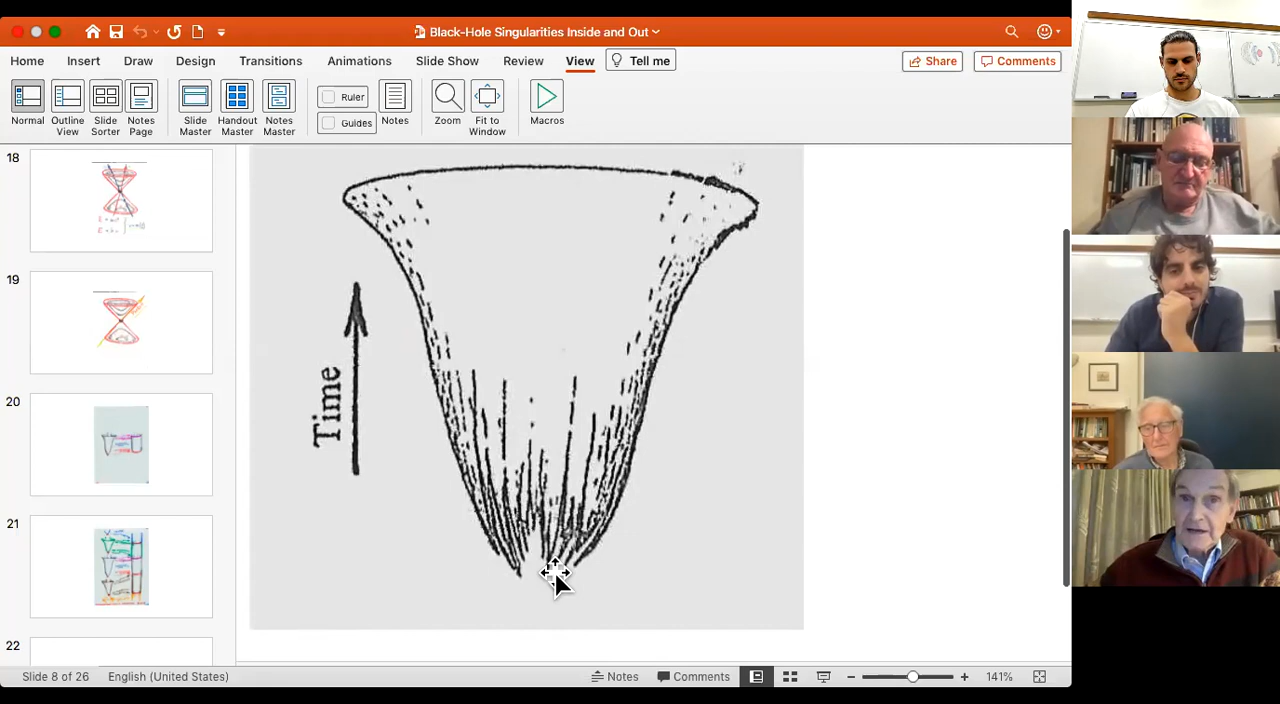 Black-Hole Singularities Inside and Out
Home Insert Draw Design Transitions Animations Slide Show Review View Tell me Share Comments
Normal Outline View Slide Sorter Notes Page Slide Master Handout Master Notes Master Ruler Guides Notes Zoom Fit to Window Macros
18
19
20
21
22
Time
Slide 8 of 26 English (United States) Notes Comments 141%